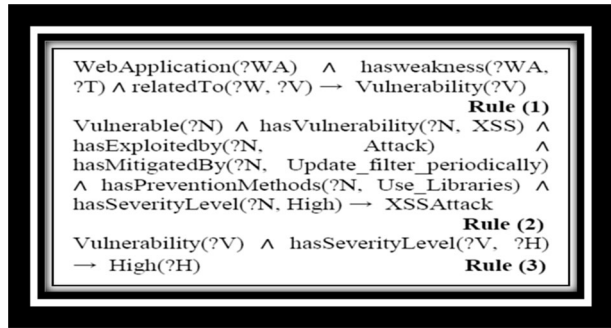 WebApplication(?WA) ∧ hasweakness(?WA,
?T) ∧ relatedTo(?W, ?V) → Vulnerability(?V)
Rule (1)
Vulnerable(?N) ∧ hasVulnerability(?N, XSS) ∧
hasExploitedby(?N, Attack) ∧
hasMitigatedBy(?N, Update_filter_periodically)
∧ hasPreventionMethods(?N, Use_Libraries) ∧
hasSeverityLevel(?N, High) → XSSAttack
Rule (2)
Vulnerability(?V) ∧ hasSeverityLevel(?V, ?H)
→ High(?H) Rule (3)